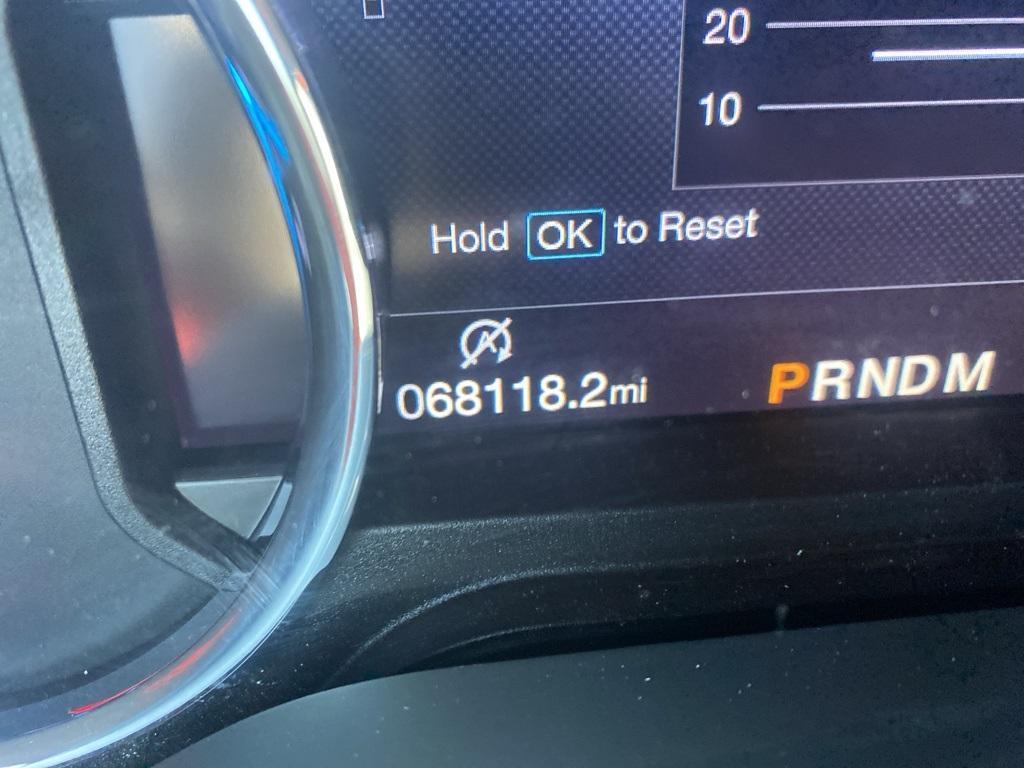 20
10
Hold OK to Reset
A
068118.2mi
PRNDM